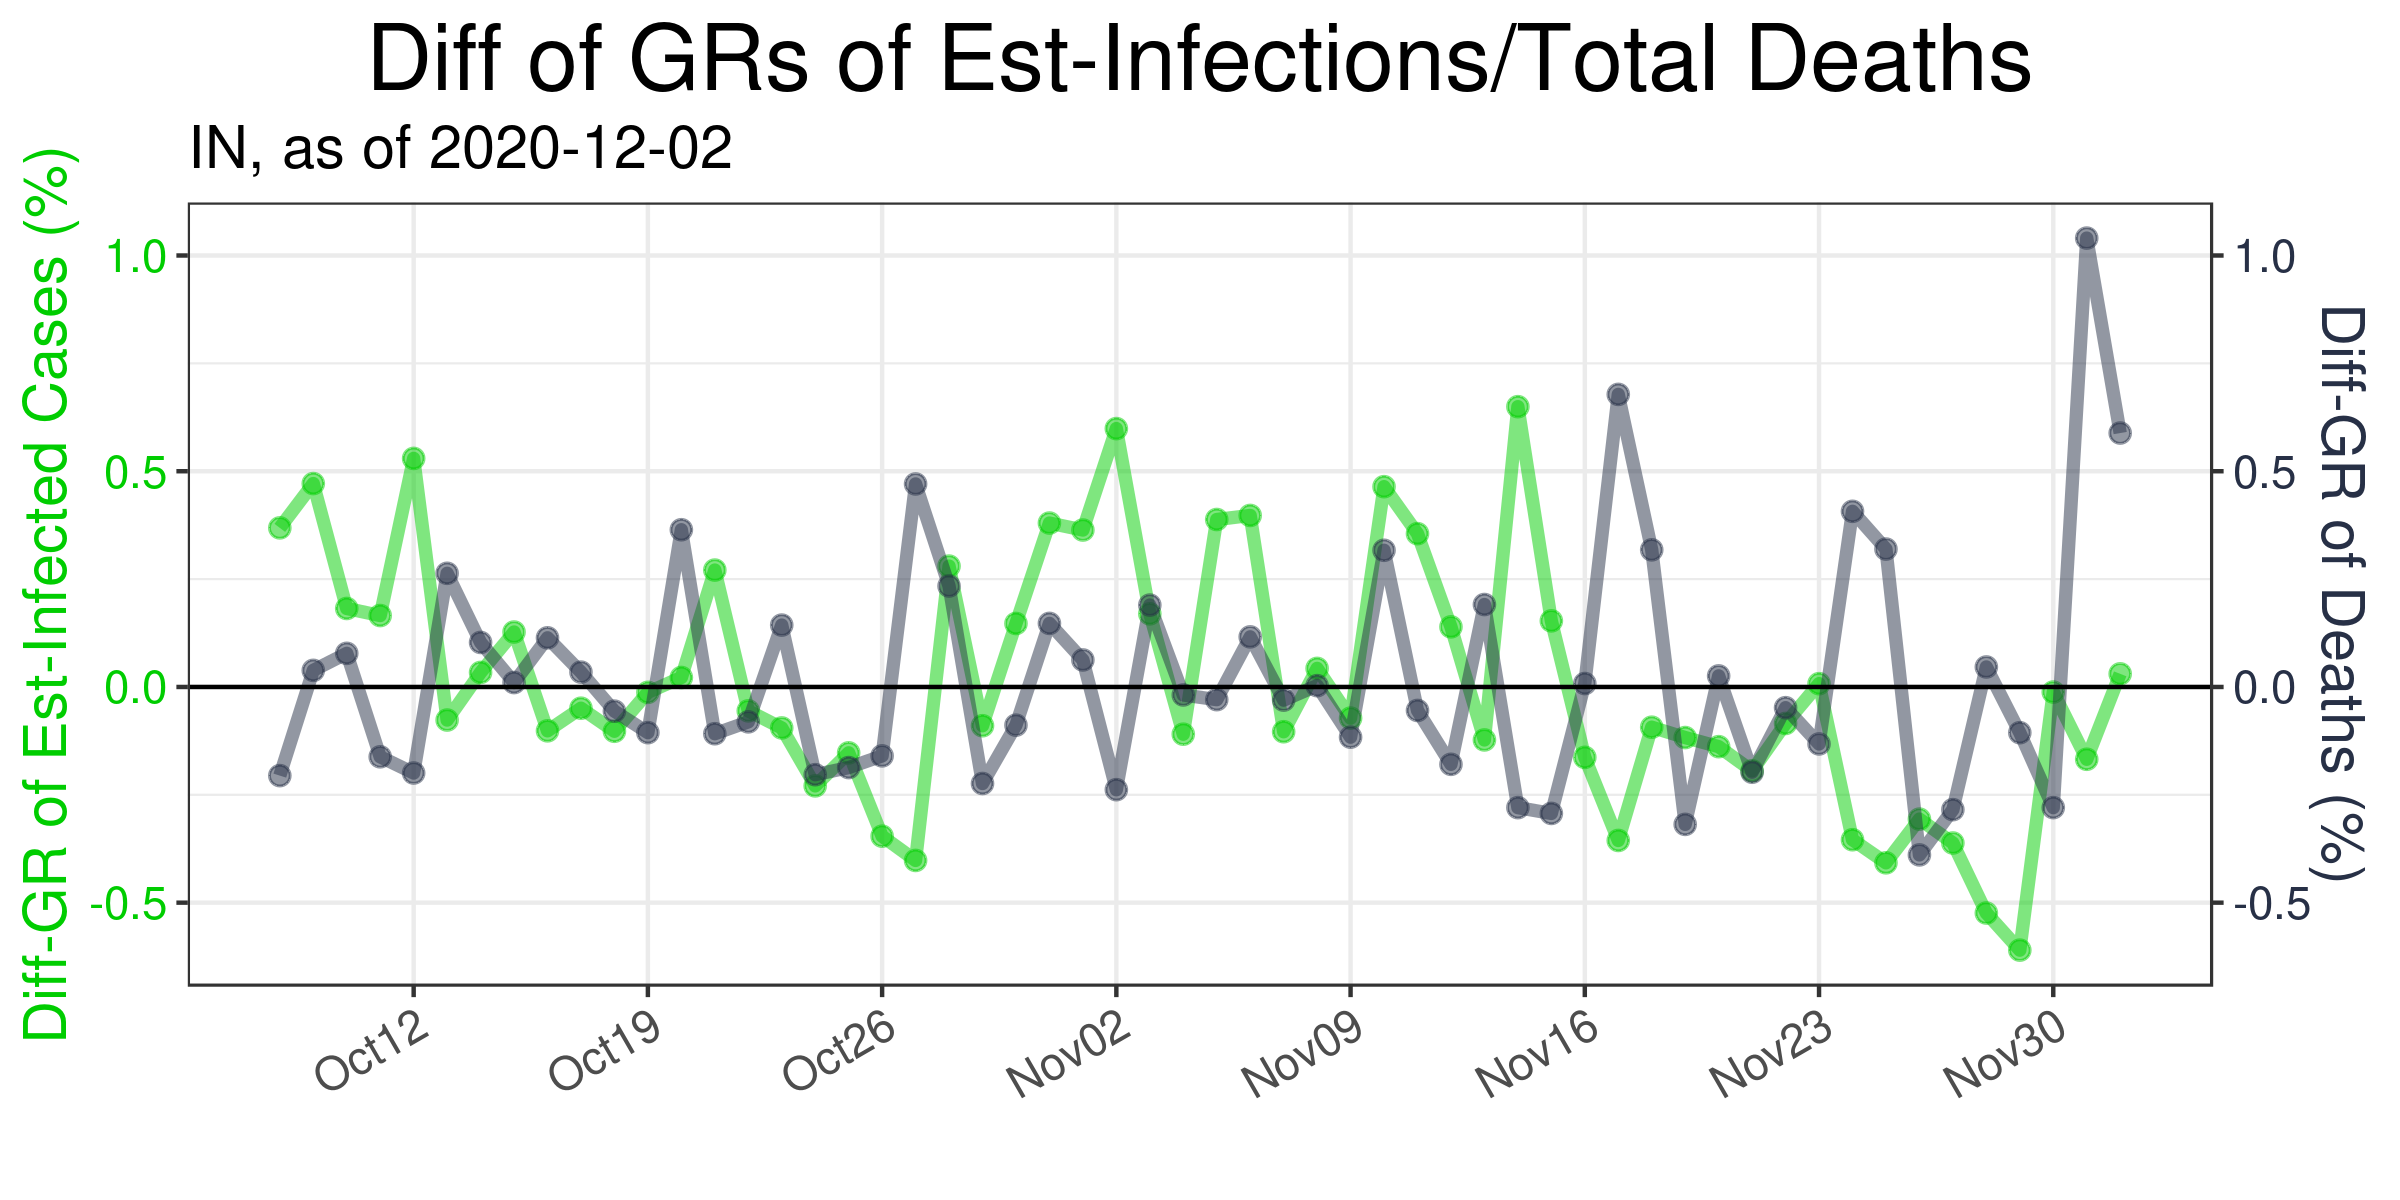 Diff of GRs of Est-Infections/Total Deaths
IN, as of 2020-12-02
Diff-GR of Est-Infected Cases (%)
1.0
0.5
0.0
-0.5
1.0
0.5
0.0
-0.5
Diff-GR of Deaths (%)
Oct12
Oct19
Oct26
Nov02
Nov09
Nov16
Nov23
Nov30